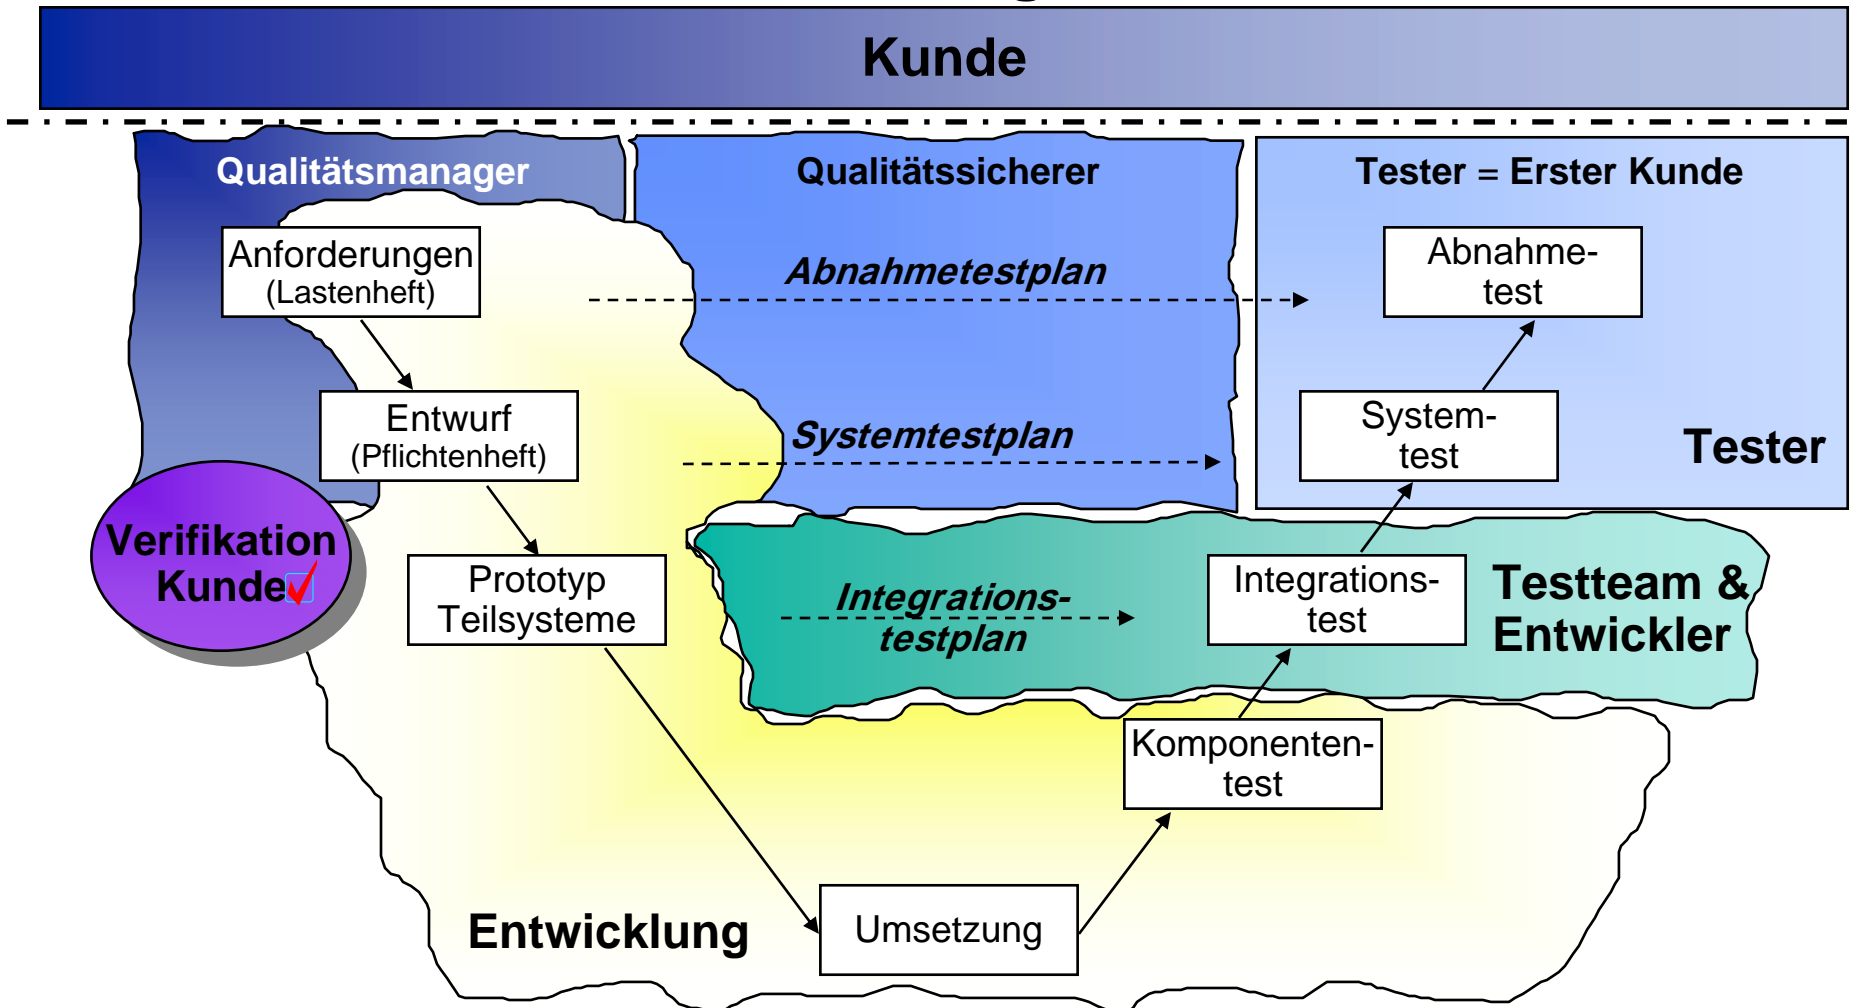 Kunde
Qualitätsmanager
Qualitätssicherer
Tester = Erster Kunde
Anforderungen
(Lastenheft)
Abnahmetestplan
Abnahme-
test
Entwurf
(Pflichtenheft)
Systemtestplan
System-
test
Tester
Verifikation
Kunde
Prototyp
Teilsysteme
Integrations-
testplan
Integrations-
test
Testteam &
Entwickler
Komponenten-
test
Entwicklung
Umsetzung